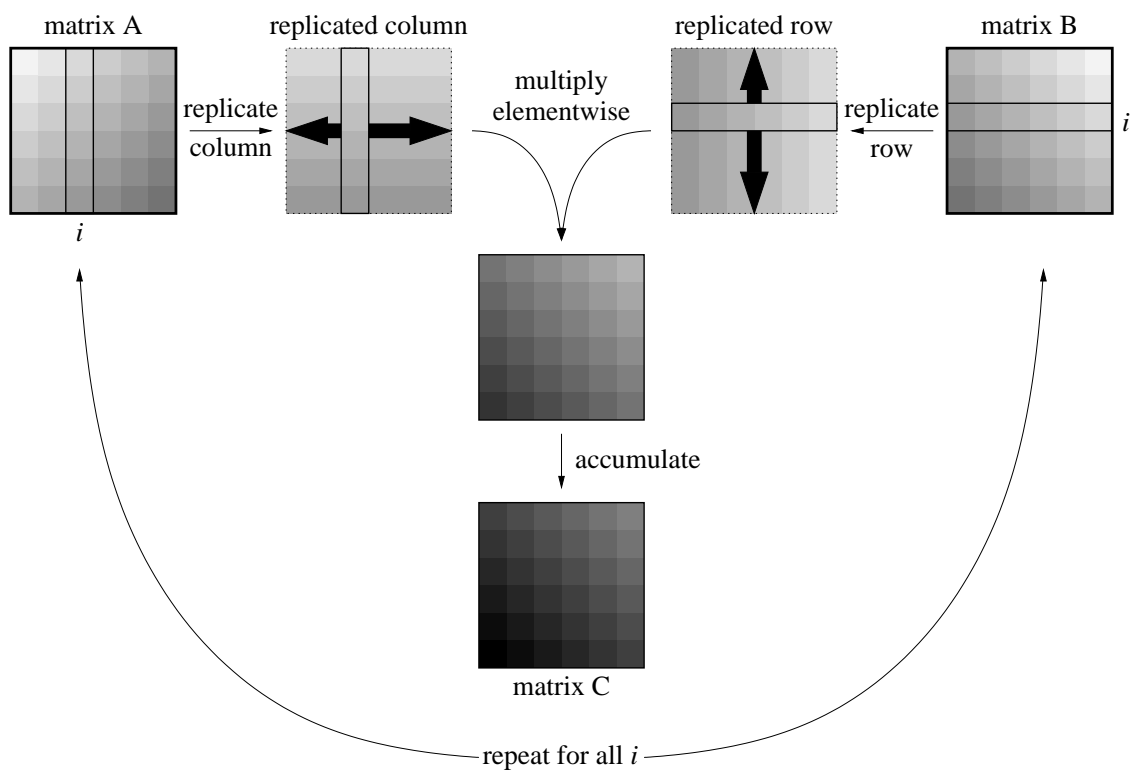 matrix A
replicated column
replicated row
matrix B
multiply
elementwise
replicate
column
replicate
row
i
i
accumulate
matrix C
repeat for all i